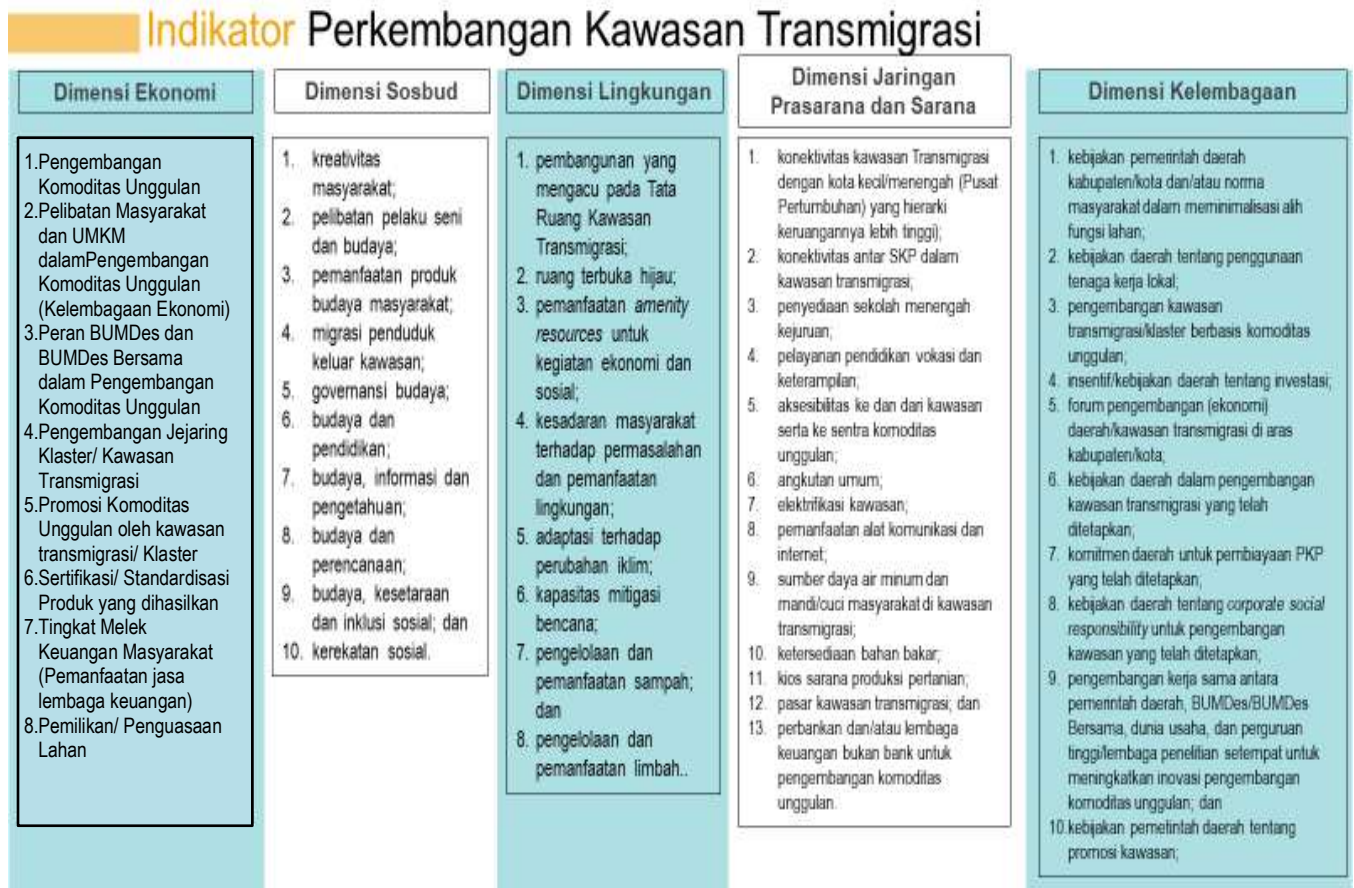 Indikator Perkembangan Kawasan Transmigrasi
Dimensi Ekonomi
1.Pengembangan
Komoditas Unggulan
2.Pelibatan Masyarakat
dan UMKM
dalamPengembangan
Komoditas Unggulan
(Kelembagaan Ekonomi)
3.Peran BUMDes dan
BUMDes Bersama
dalam Pengembangan
Komoditas Unggulan
4.Pengembangan Jejaring
Klaster/ Kawasan
Transmigrasi
5.Promosi Komoditas
Unggulan oleh kawasan
transmigrasi/ Klaster
6.Sertifikasi/ Standardisasi
Produk yang dihasilkan
7.Tingkat Melek
Keuangan Masyarakat
(Pemanfaatan jasa
lembaga keuangan)
8.Pemilikan/ Penguasaan
Lahan
Dimensi Sosbud
1. kreativitas
masyarakat;
2. pelibatan pelaku seni
dan budaya;
3. pemanfaatan produk
budaya masyarakat;
4. migrasi penduduk
keluar kawasan;
5. governansi budaya;
6. budaya dan
pendidikan;
7. budaya, informasi dan
pengetahuan;
8. budaya dan
perencanaan;
9. budaya, kesetaraan
dan inklusi sosial; dan
10. kerekatan sosial.
Dimensi Lingkungan
1. pembangunan yang
mengacu pada Tata
Ruang Kawasan
Transmigrasi;
2. ruang terbuka hijau;
3. pemanfaatan amenity
resources untuk
kegiatan ekonomi dan
sosial;
4. kesadaran masyarakat
terhadap permasalahan
dan pemanfaatan
lingkungan;
5. adaptasi terhadap
perubahan iklim;
6. kapasitas mitigasi
bencana;
7. pengelolaan dan
pemanfaatan sampah;
dan
8. pengelolaan dan
pemanfaatan limbah..
Dimensi Jaringan
Prasarana dan Sarana
1. konektivitas kawasan Transmigrasi
dengan kota kecil/menengah (Pusat
Pertumbuhan) yang hierarki
keruangannya lebih tinggi);
2. konektivitas antar SKP dalam
kawasan transmigrasi;
3. penyediaan sekolah menengah
kejuruan;
4. pelayanan pendidikan vokasi dan
keterampilan;
5. aksesibilitas ke dan dari kawasan
serta ke sentra komoditas
unggulan;
6. angkutan umum;
7. elektrifikasi kawasan;
8. pemanfaatan alat komunikasi dan
internet;
9. sumber daya air minum dan
mandi/cuci masyarakat di kawasan
transmigrasi;
10. ketersediaan bahan bakar;
11. kios sarana produksi pertanian;
12. pasar kawasan transmigrasi; dan
13. perbankan dan/atau lembaga
keuangan bukan bank untuk
pengembangan komoditas
unggulan.
Dimensi Kelembagaan
1. kebijakan pemerintah daerah
kabupaten/kota dan/atau norma
masyarakat dalam meminimalisasi alih
fungsi lahan;
2. kebijakan daerah tentang penggunaan
tenaga kerja lokal;
3. pengembangan kawasan
transmigrasi/klaster berbasis komoditas
unggulan;
4. insentif/kebijakan daerah tentang investasi;
5. forum pengembangan (ekonomi)
daerah/kawasan transmigrasi di aras
kabupaten/kota;
6. kebijakan daerah dalam pengembangan
kawasan transmigrasi yang telah
ditetapkan;
7. komitmen daerah untuk pembiayaan PKP
yang telah ditetapkan;
8. kebijakan daerah tentang corporate social
responsibility untuk pengembangan
kawasan yang telah ditetapkan;
9. pengembangan kerja sama antara
pemerintah daerah, BUMDes/BUMDes
Bersama, dunia usaha, dan perguruan
tinggi/lembaga penelitian setempat untuk
meningkatkan inovasi pengembangan
komoditas unggulan; dan
10.kebijakan pemetintah daerah tentang
promosi kawasan;